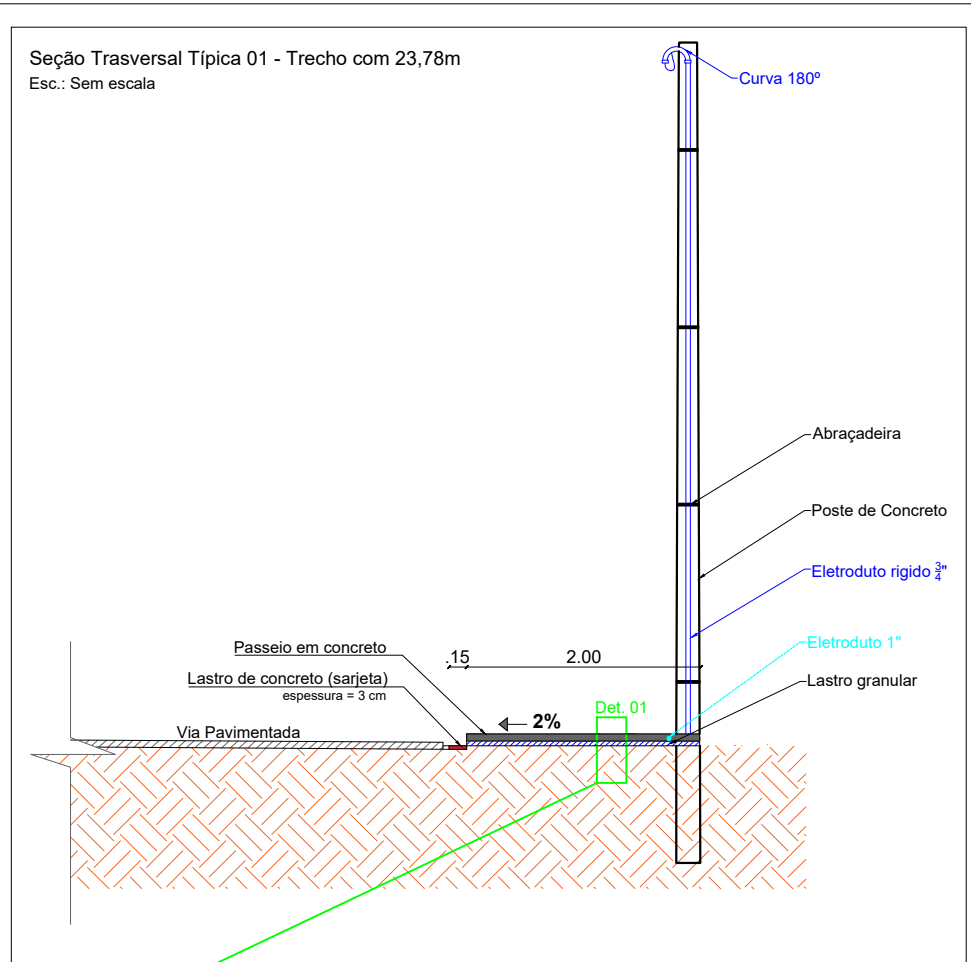 Seção Trasversal Típica 01 - Trecho com 23,78m
Esc.: Sem escala
Curva 180º
Abraçadeira
Poste de Concreto
Eletroduto rigido 3/4"
Eletroduto 1"
Lastro granular
Passeio em concreto
.15
2.00
Lastro de concreto (sarjeta)
espessura = 3 cm
Det. 01
2%
Via Pavimentada